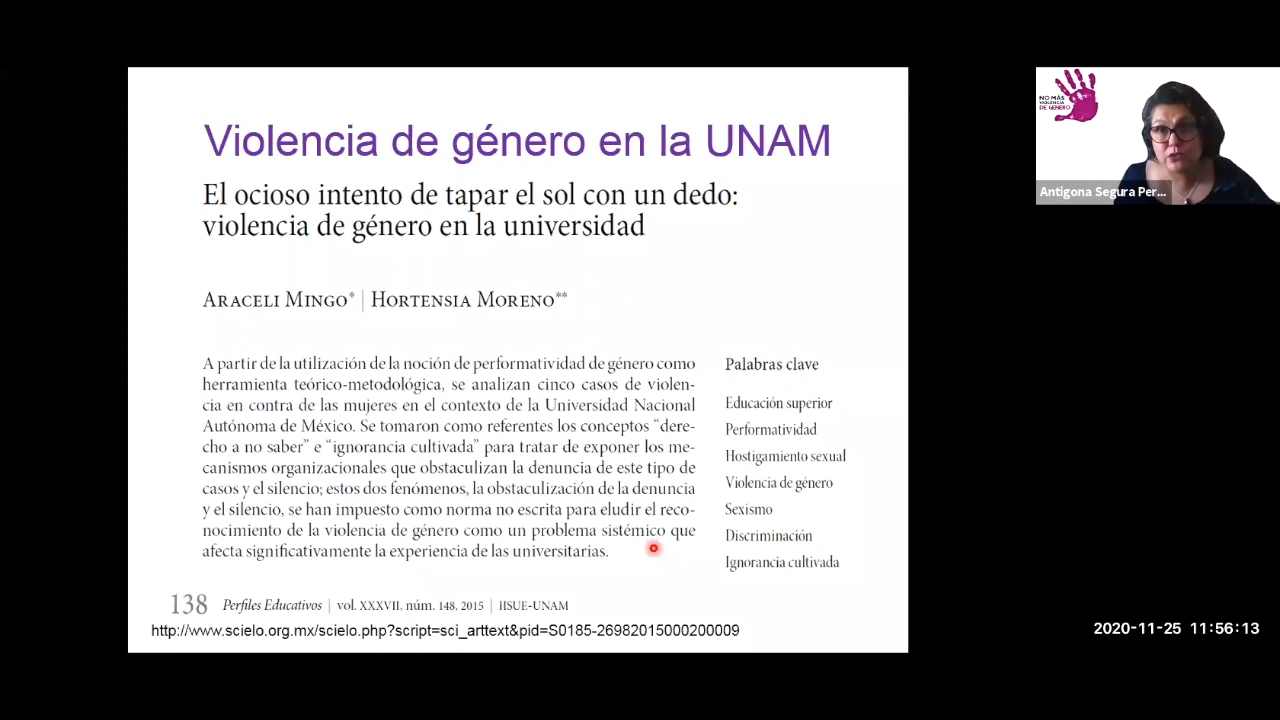 Violencia de género en la UNAM
El ocioso intento de tapar el sol con un dedo:
violencia de género en la universidad
Araceli Mingo* | Hortensia Moreno**
A partir de la utilización de la noción de performatividad de género como
herramienta teórico-metodológica, se analizan cinco casos de violen-
cia en contra de las mujeres en el contexto de la Universidad Nacional
Autónoma de México. Se tomaron como referentes los conceptos “dere-
cho a no saber” e “ignorancia cultivada” para tratar de exponer los me-
canismos organizacionales que obstaculizan la denuncia de este tipo de
casos y el silencio; estos dos fenómenos, la obstaculización de la denuncia
y el silencio, se han impuesto como norma no escrita para eludir el reco-
nocimiento de la violencia de género como un problema sistémico que
afecta significativamente la experiencia de las universitarias.
Palabras clave
Educación superior
Performatividad
Hostigamiento sexual
Violencia de género
Sexismo
Discriminación
Ignorancia cultivada
138 Perfiles Educativos | vol. XXXVII, núm. 148, 2015 | IISUE-UNAM
http://www.scielo.org.mx/scielo.php?script=sci_arttext&pid=S0185-26982015000200009
NO MÁS
VIOLENCIA
DE GÉNERO
Antígona Segura Per...
2020-11-25 11:56:13